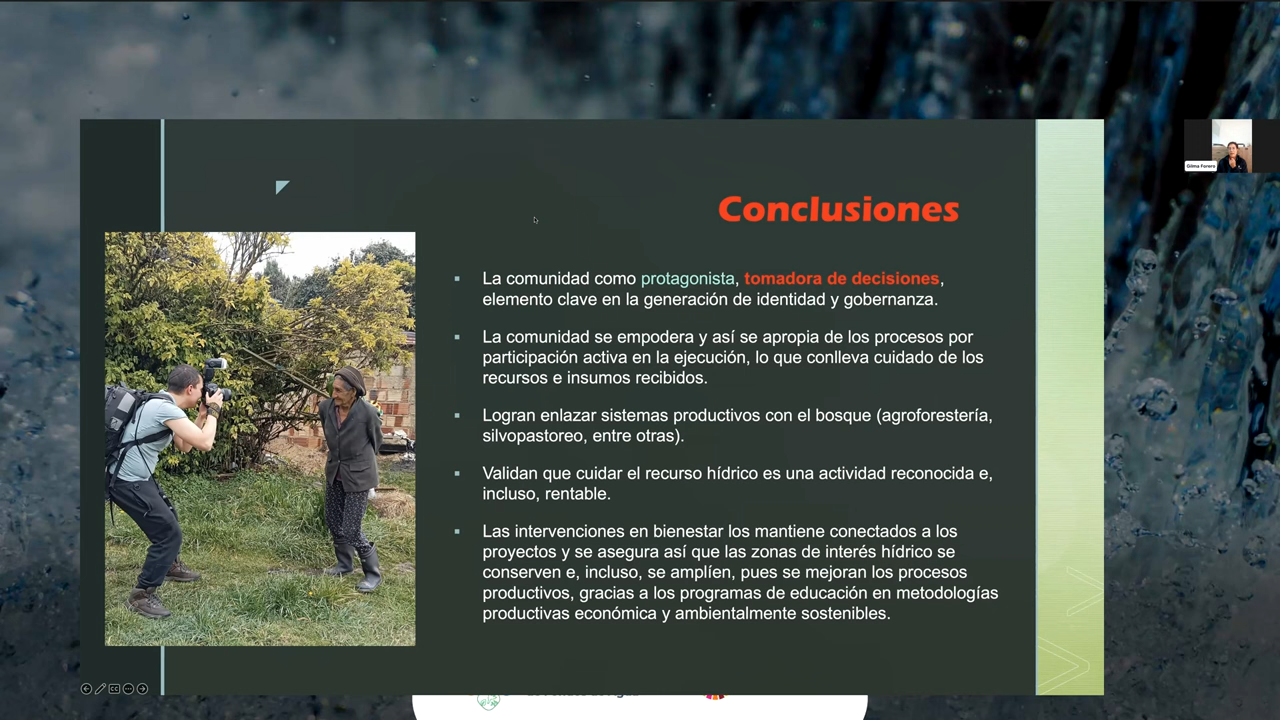 Conclusiones
Gilma Forero
▪ La comunidad como protagonista, tomadora de decisiones,
elemento clave en la generación de identidad y gobernanza.
▪ La comunidad se empodera y así se apropia de los procesos por
participación activa en la ejecución, lo que conlleva cuidado de los
recursos e insumos recibidos.
▪ Logran enlazar sistemas productivos con el bosque (agroforestería,
silvopastoreo, entre otras).
▪ Validan que cuidar el recurso hídrico es una actividad reconocida e,
incluso, rentable.
▪ Las intervenciones en bienestar los mantiene conectados a los
proyectos y se asegura así que las zonas de interés hídrico se
conserven e, incluso, se amplíen, pues se mejoran los procesos
productivos, gracias a los programas de educación en metodologías
productivas económica y ambientalmente sostenibles.